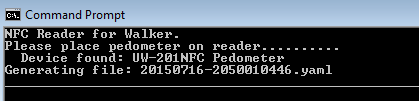 Command Prompt
NFC Reader for Walker.
Please place pedometer on reader..........
Device found: UW-201NFC Pedometer
Generating file: 20150716-2050010446.yaml